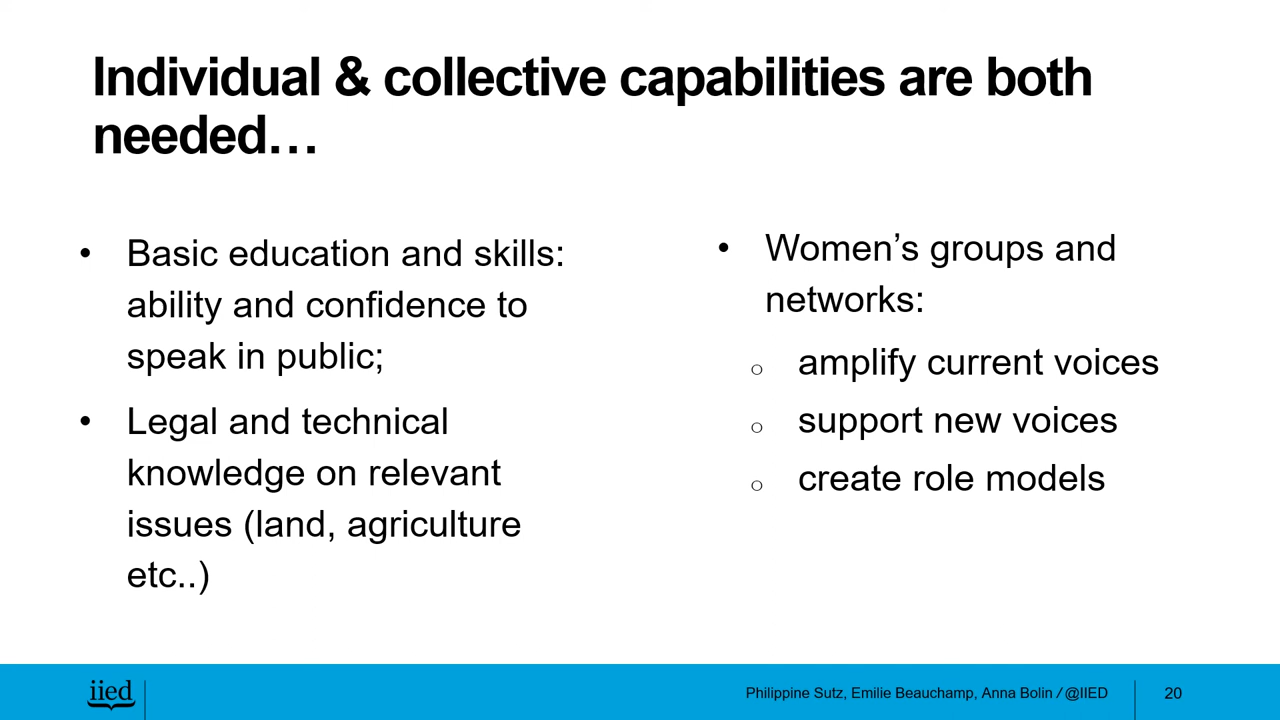 Individual & collective capabilities are both
needed…
• Basic education and skills:
ability and confidence to
speak in public;
• Legal and technical
knowledge on relevant
issues (land, agriculture
etc..)
• Women’s groups and
networks:
o amplify current voices
o support new voices
o create role models
iied
Philippine Sutz, Emilie Beauchamp, Anna Bolin / @IIED
20